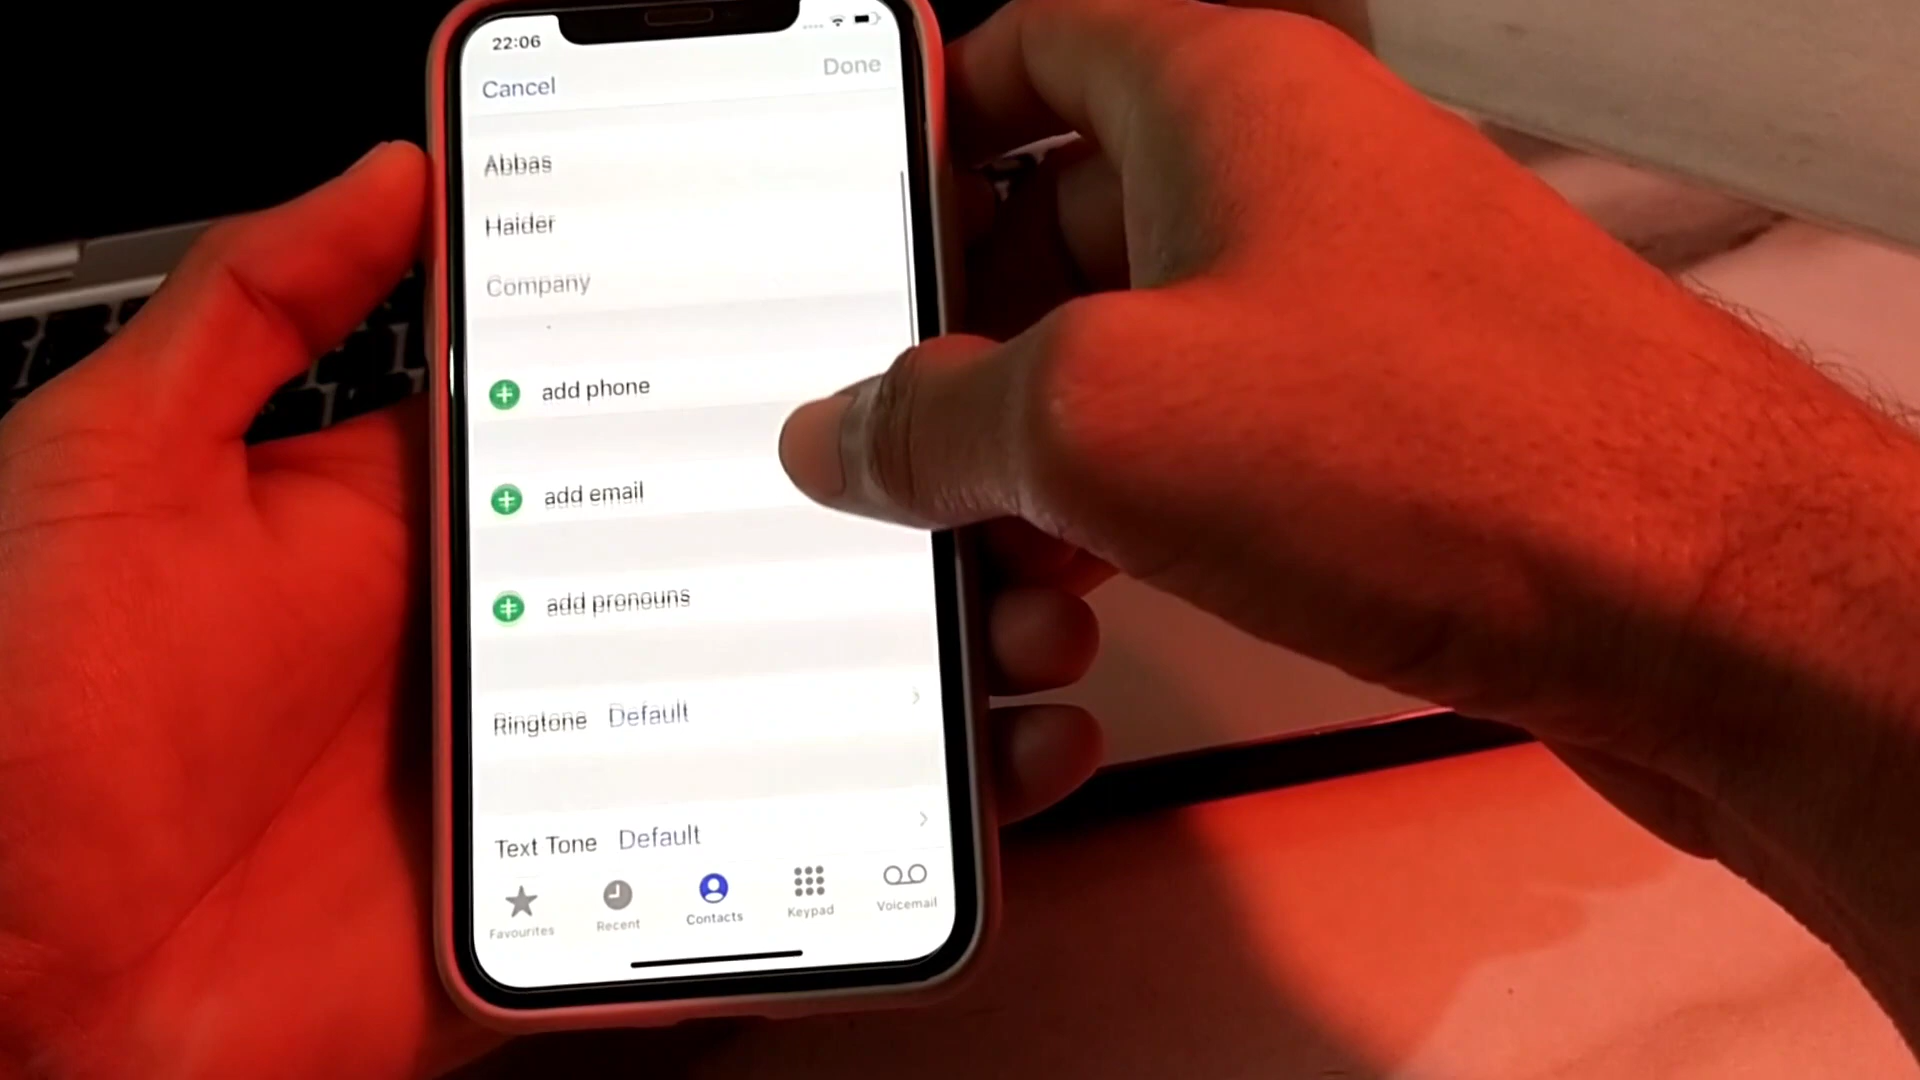 22:06
Cancel
Done
Abbas
Haider
Company
add phone
add email
add pronouns
Ringtone Default
Text Tone Default
Favourites
Recent
Contacts
Keypad
Voicemail